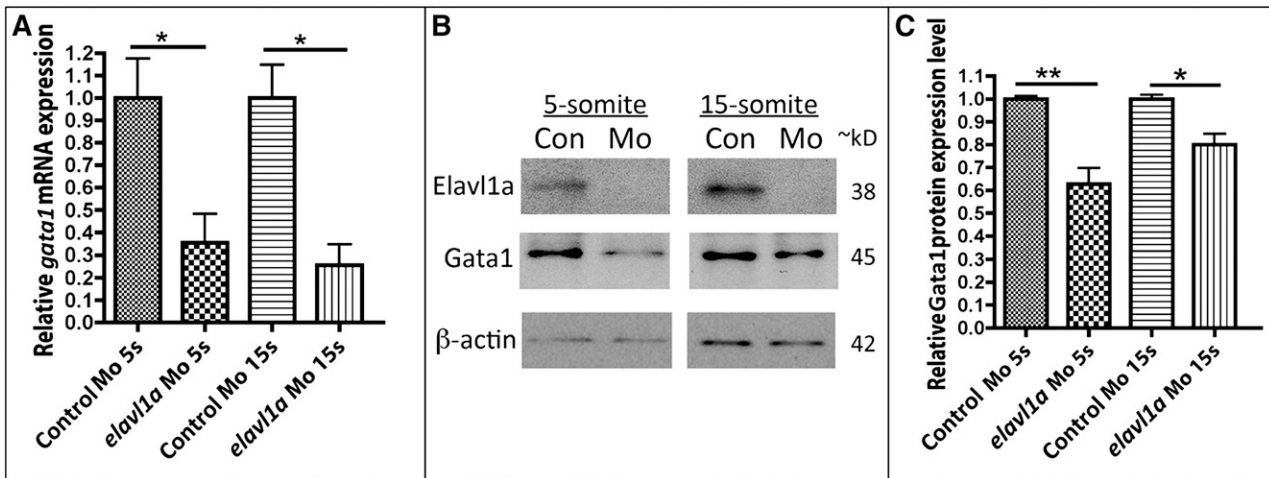 A
Relative gata1 mRNA expression
1.2
1.1
1.0
0.9
0.8
0.7
0.6
0.5
0.4
0.3
0.2
0.1
0.0
*
*
Control Mo 5s
elavl1a Mo 5s
Control Mo 15s
elavl1a Mo 15s
B
5-somite 15-somite
Con Mo Con Mo ~kD
Elavl1a 38
Gata1 45
β-actin 42
C
Relative Gata1protein expression level
1.1
1.0
0.9
0.8
0.7
0.6
0.5
0.4
0.3
0.2
0.1
0.0
**
*
Control Mo 5s
elavl1a Mo 5s
Control Mo 15s
elavl1a Mo 15s